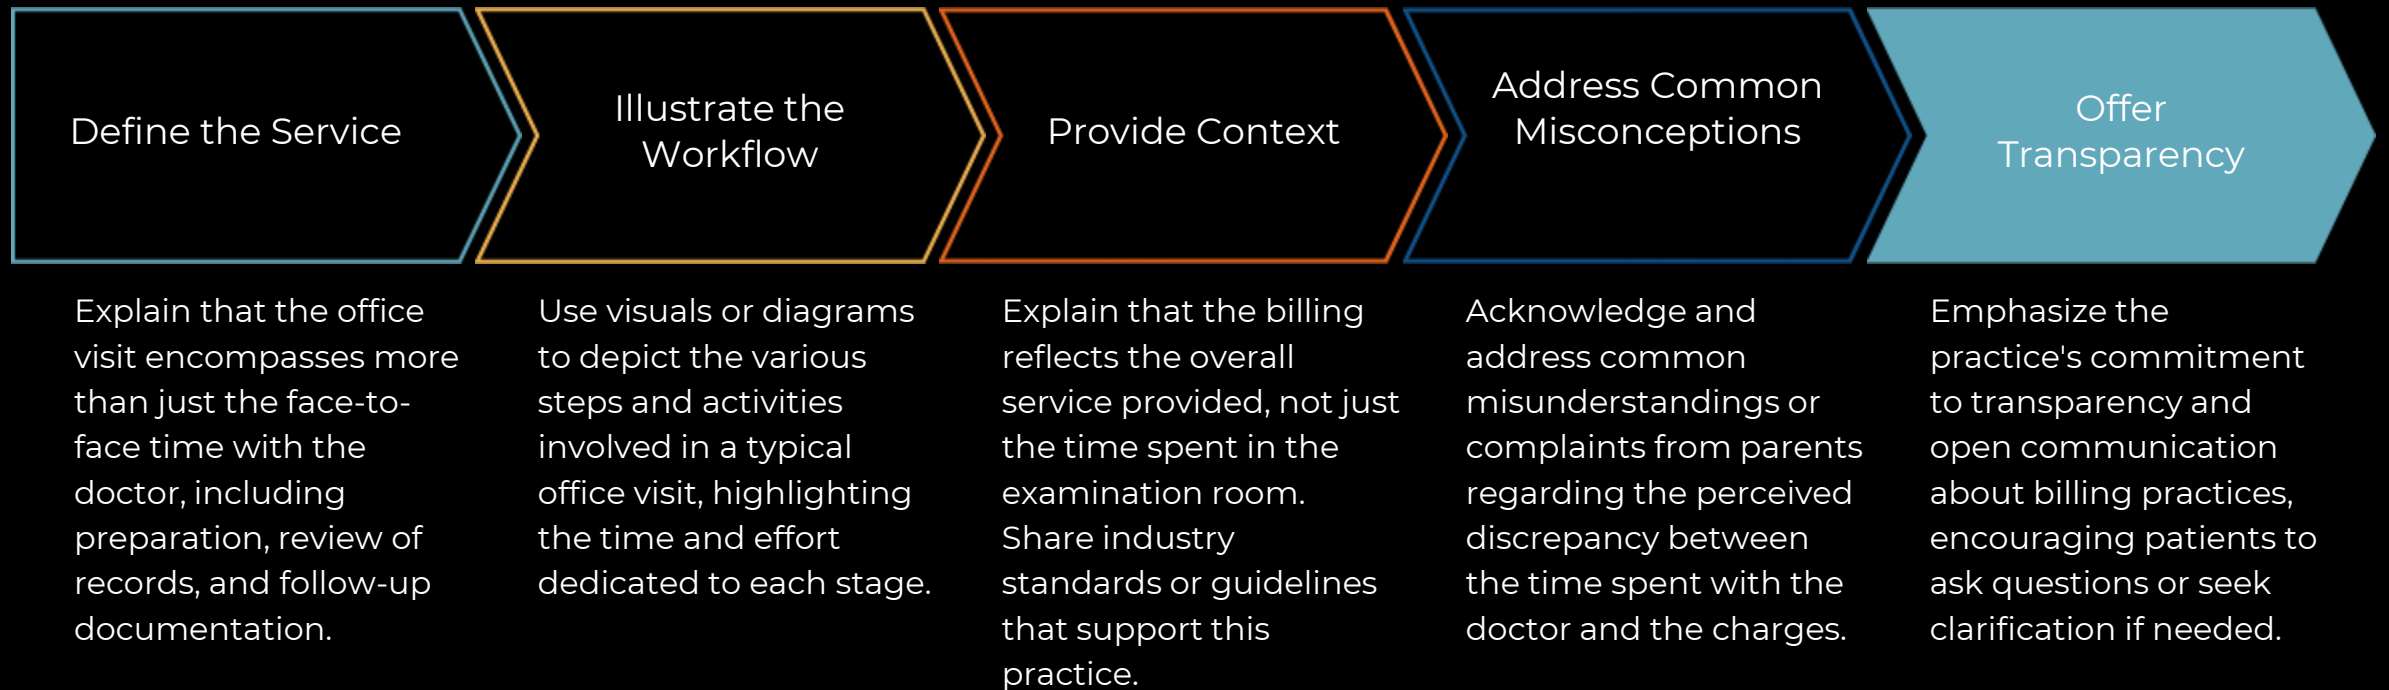 Define the Service
Illustrate the
Workflow
Provide Context
Address Common
Misconceptions
Offer
Transparency
Explain that the office
visit encompasses more
than just the face-to-
face time with the
doctor, including
preparation, review of
records, and follow-up
documentation.
Use visuals or diagrams
to depict the various
steps and activities
involved in a typical
office visit, highlighting
the time and effort
dedicated to each stage.
Explain that the billing
reflects the overall
service provided, not just
the time spent in the
examination room.
Share industry
standards or guidelines
that support this
practice.
Acknowledge and
address common
misunderstandings or
complaints from parents
regarding the perceived
discrepancy between
the time spent with the
doctor and the charges.
Emphasize the
practice's commitment
to transparency and
open communication
about billing practices,
encouraging patients to
ask questions or seek
clarification if needed.